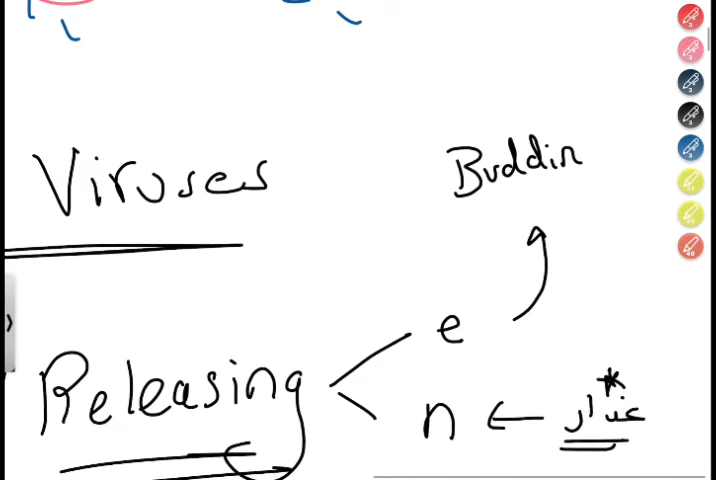 Viruses
Buddin
e
Releasing
n ←